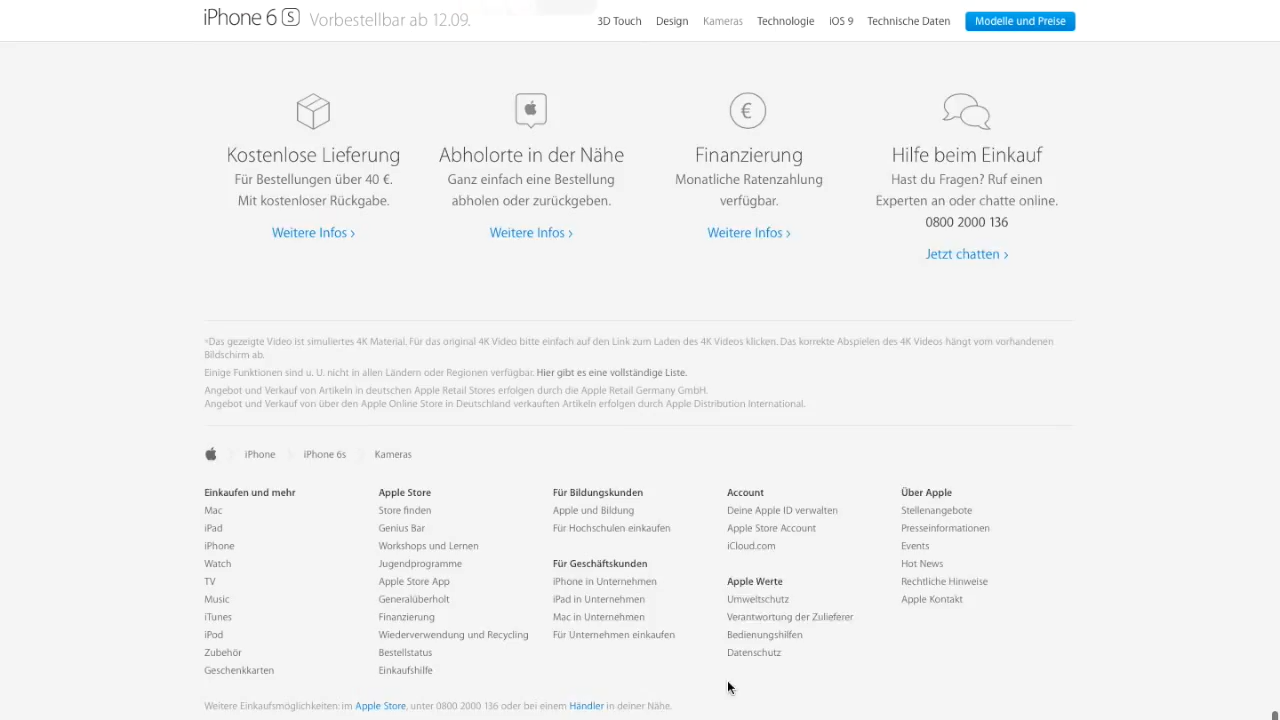 iPhone 6 S Vorbestellbar ab 12.09.
3D Touch Design Kameras Technologie iOS 9 Technische Daten Modelle und Preise
Kostenlose Lieferung
Für Bestellungen über 40 €.
Mit kostenloser Rückgabe.
Weitere Infos ›
Abholorte in der Nähe
Ganz einfach eine Bestellung
abholen oder zurückgeben.
Weitere Infos ›
€
Finanzierung
Monatliche Ratenzahlung
verfügbar.
Weitere Infos ›
Hilfe beim Einkauf
Hast du Fragen? Ruf einen
Experten an oder chatte online.
0800 2000 136
Jetzt chatten ›
*Das gezeigte Video ist simuliertes 4K Material. Für das original 4K Video bitte einfach auf den Link zum Laden des 4K Videos klicken. Das korrekte Abspielen des 4K Videos hängt vom vorhandenen
Bildschirm ab.
Einige Funktionen sind u. U. nicht in allen Ländern oder Regionen verfügbar. Hier gibt es eine vollständige Liste.
Angebot und Verkauf von Artikeln in deutschen Apple Retail Stores erfolgen durch die Apple Retail Germany GmbH.
Angebot und Verkauf von über den Apple Online Store in Deutschland verkauften Artikeln erfolgen durch Apple Distribution International.
iPhone iPhone 6s Kameras
Einkaufen und mehr
Mac
iPad
iPhone
Watch
TV
Music
iTunes
iPod
Zubehör
Geschenkkarten
Apple Store
Store finden
Genius Bar
Workshops und Lernen
Jugendprogramme
Apple Store App
Generalüberholt
Finanzierung
Wiederverwendung und Recycling
Bestellstatus
Einkaufshilfe
Für Bildungskunden
Apple und Bildung
Für Hochschulen einkaufen
Für Geschäftskunden
iPhone in Unternehmen
iPad in Unternehmen
Mac in Unternehmen
Für Unternehmen einkaufen
Account
Deine Apple ID verwalten
Apple Store Account
iCloud.com
Apple Werte
Umweltschutz
Verantwortung der Zulieferer
Bedienungshilfen
Datenschutz
Über Apple
Stellenangebote
Presseinformationen
Events
Hot News
Rechtliche Hinweise
Apple Kontakt
Weitere Einkaufsmöglichkeiten: im Apple Store, unter 0800 2000 136 oder bei einem Händler in deiner Nähe.